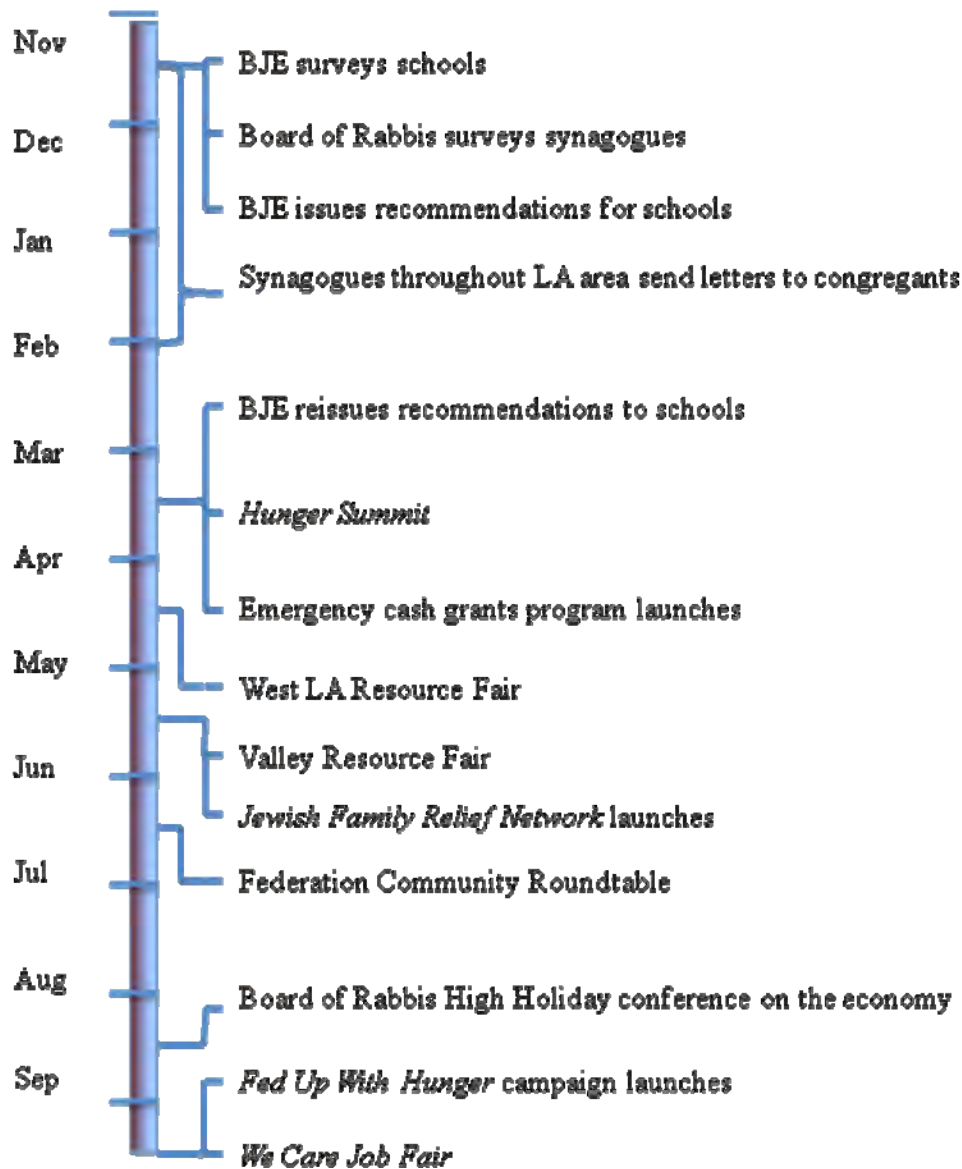 Nov
BJE surveys schools
Dec
Board of Rabbis surveys synagogues
BJE issues recommendations for schools
Jan
Synagogues throughout LA area send letters to congregants
Feb
BJE reissues recommendations to schools
Mar
Hunger Summit
Apr
Emergency cash grants program launches
May
West LA Resource Fair
Valley Resource Fair
Jun
Jewish Family Relief Network launches
Jul
Federation Community Roundtable
Aug
Board of Rabbis High Holiday conference on the economy
Sep
Fed Up With Hunger campaign launches
We Care Job Fair